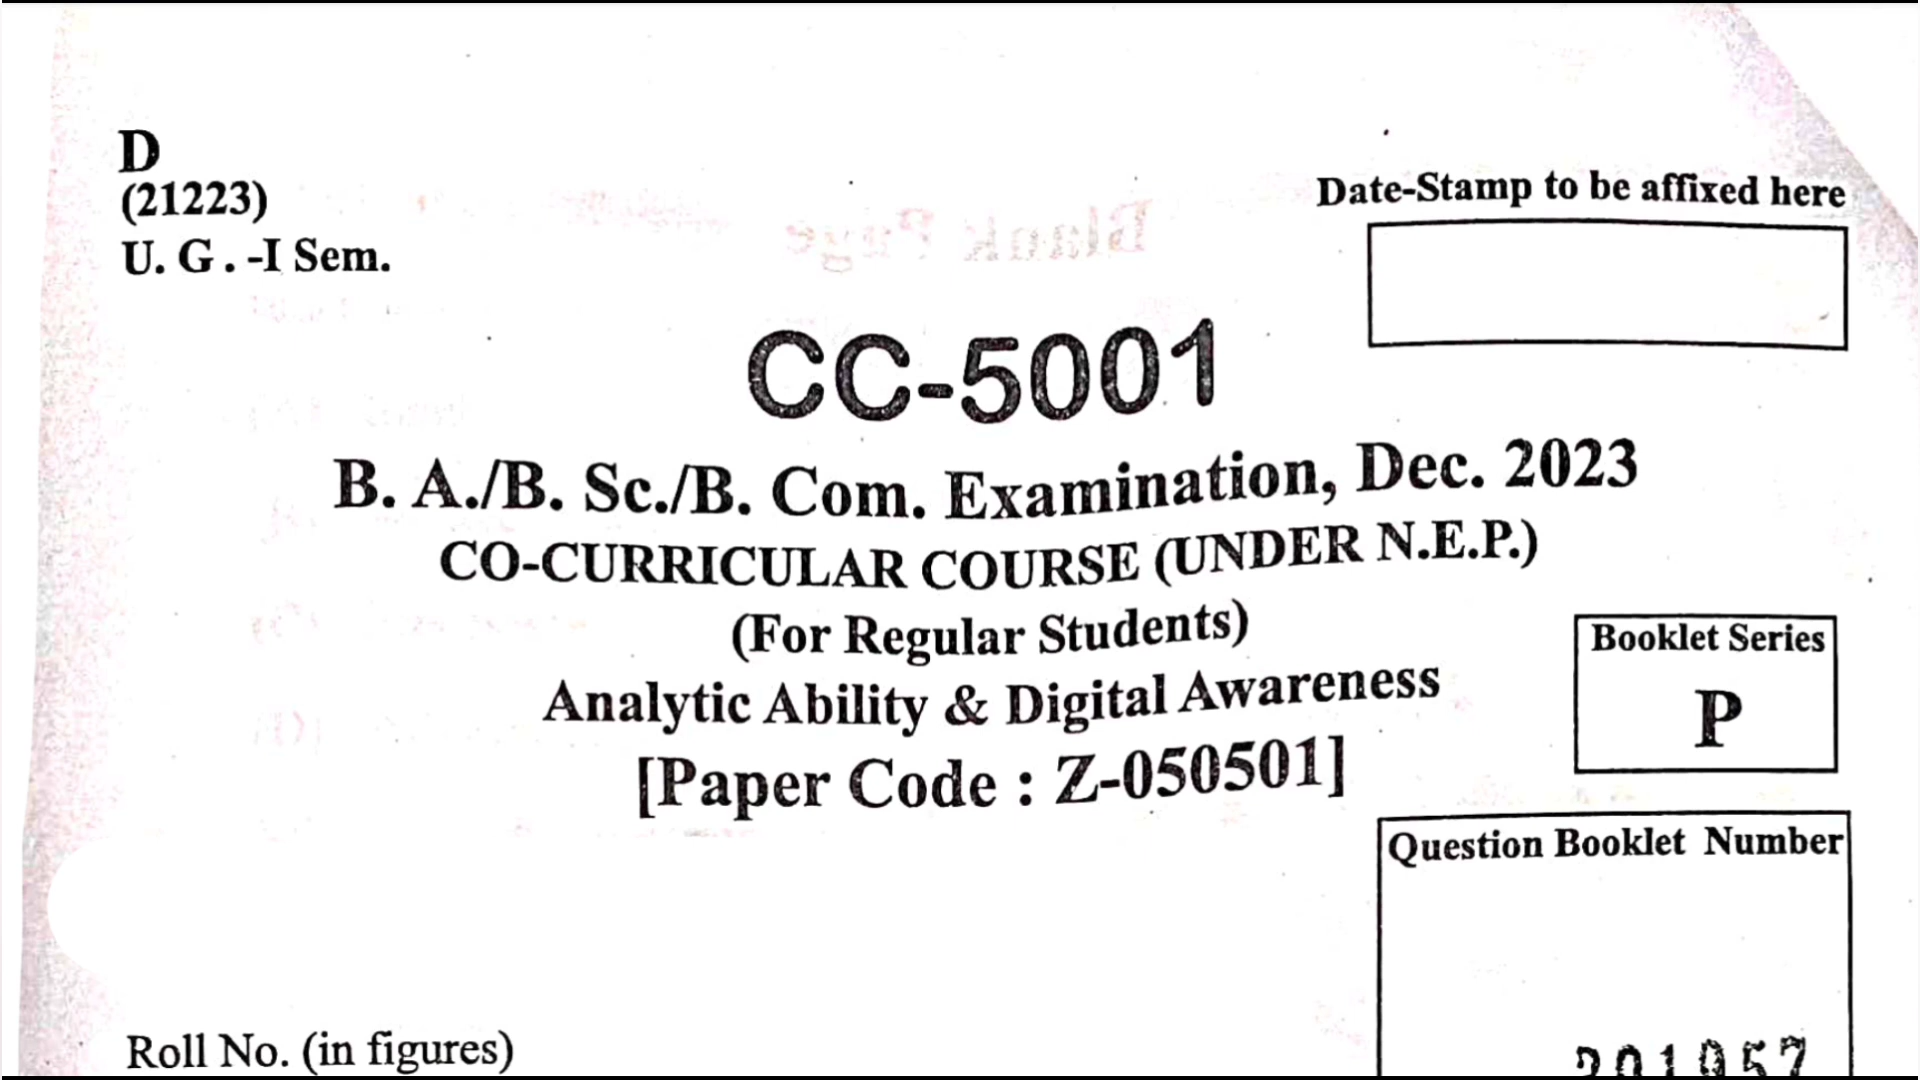 D
(21223)
U. G. -I Sem.
Date-Stamp to be affixed here
Blank Page
CC-5001
B. A./B. Sc./B. Com. Examination, Dec. 2023
CO-CURRICULAR COURSE (UNDER N.E.P.)
(For Regular Students)
Analytic Ability & Digital Awareness
[Paper Code : Z-050501]
Booklet Series
P
Question Booklet Number
Roll No. (in figures)